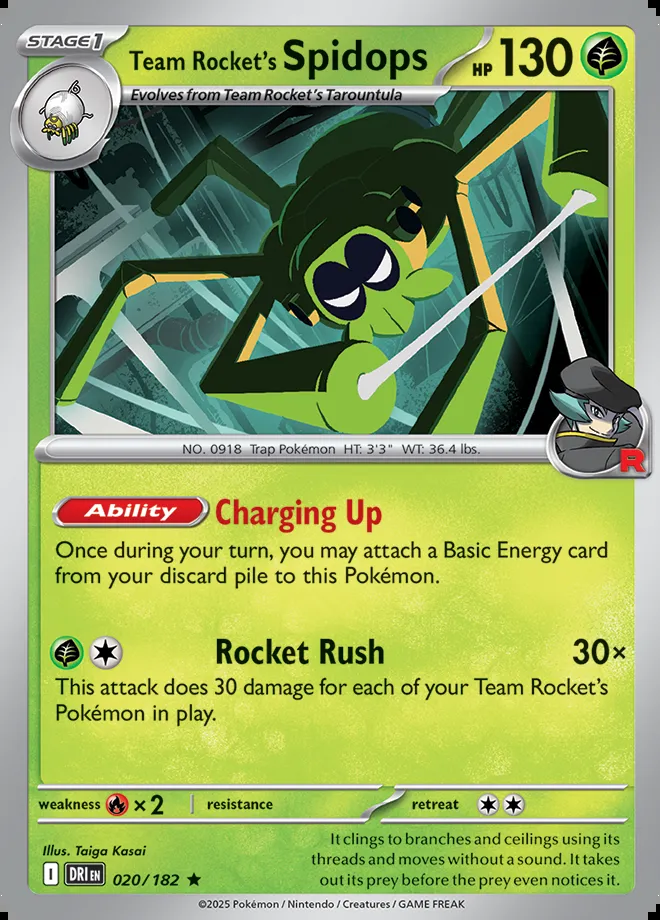 STAGE 1
Team Rocket's Spidops HP 130
Evolves from Team Rocket's Tarountula
NO. 0918 Trap Pokémon HT: 3'3" WT: 36.4 lbs.
R
Ability Charging Up
Once during your turn, you may attach a Basic Energy card
from your discard pile to this Pokémon.
Rocket Rush 30×
This attack does 30 damage for each of your Team Rocket's
Pokémon in play.
weakness ×2 resistance retreat
Illus. Taiga Kasai
I DRI EN 020/182 ★
It clings to branches and ceilings using its
threads and moves without a sound. It takes
out its prey before the prey even notices it.
©2025 Pokémon / Nintendo / Creatures / GAME FREAK